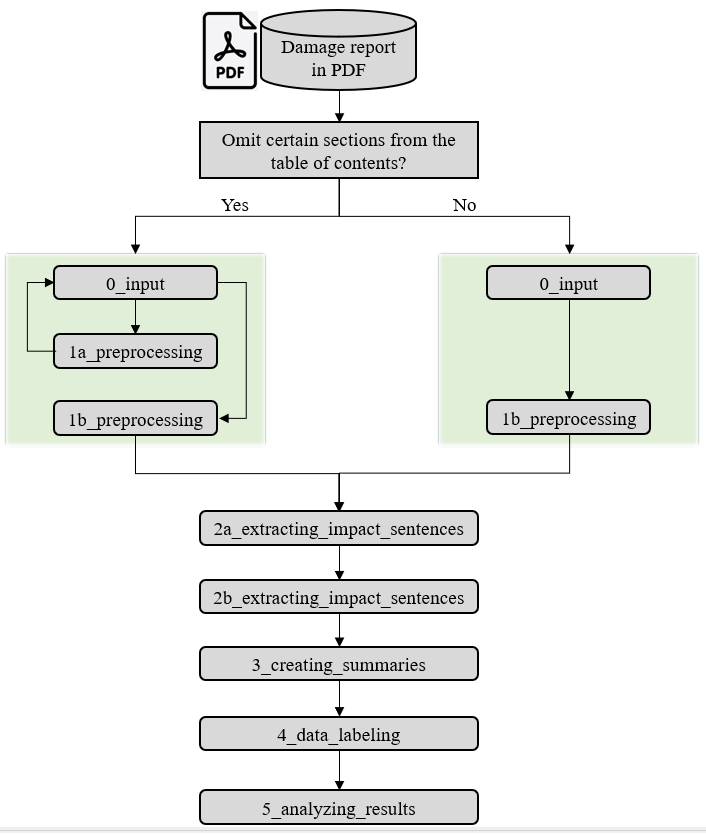 Damage report
in PDF
PDF
Omit certain sections from the
table of contents?
Yes
No
0_input
1a_preprocessing
1b_preprocessing
0_input
1b_preprocessing
2a_extracting_impact_sentences
2b_extracting_impact_sentences
3_creating_summaries
4_data_labeling
5_analyzing_results